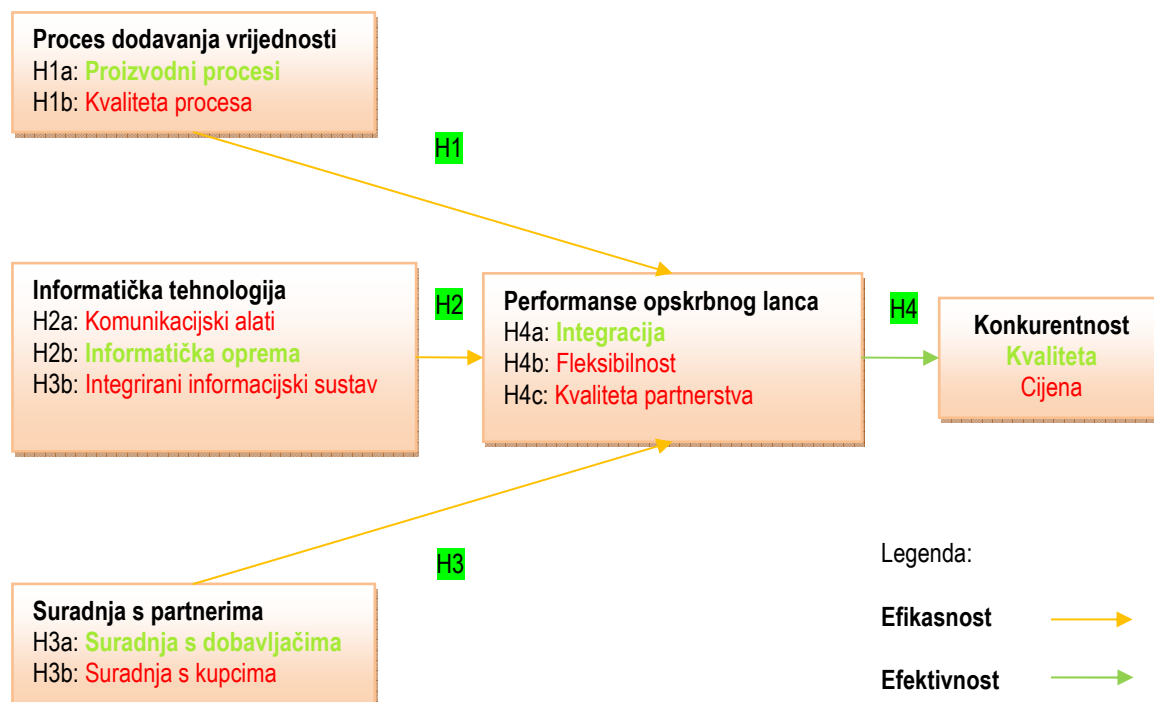 Proces dodavanja vrijednosti
H1a: Proizvodni procesi
H1b: Kvaliteta procesa
H1
Informatička tehnologija
H2a: Komunikacijski alati
H2b: Informatička oprema
H3b: Integrirani informacijski sustav
H2
Performanse opskrbnog lanca
H4a: Integracija
H4b: Fleksibilnost
H4c: Kvaliteta partnerstva
H4
Konkurentnost
Kvaliteta
Cijena
H3
Suradnja s partnerima
H3a: Suradnja s dobavljačima
H3b: Suradnja s kupcima
Legenda:
Efikasnost
Efektivnost